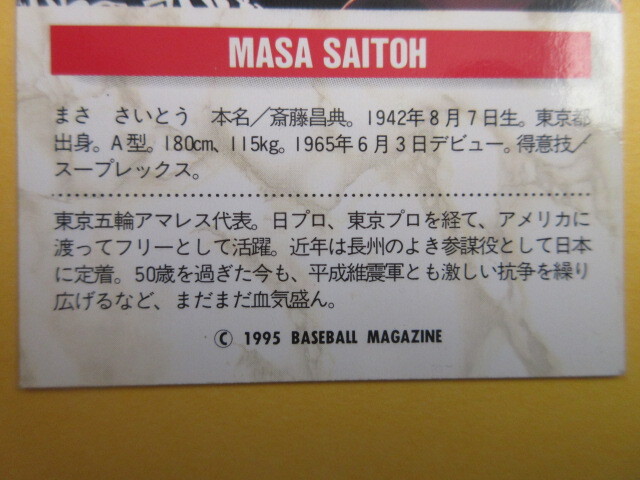 MASA SAITOH
まさ　さいとう　本名／斎藤昌典。1942年8月7日生。東京都
出身。A型。180cm、115kg。1965年6月3日デビュー。得意技／
スープレックス。
東京五輪アマレス代表。日プロ、東京プロを経て、アメリカに
渡ってフリーとして活躍。近年は長州のよき参謀役として日本
に定着。50歳を過ぎた今も、平成維震軍とも激しい抗争を繰り
広げるなど、まだまだ血気盛ん。
© 1995 BASEBALL MAGAZINE